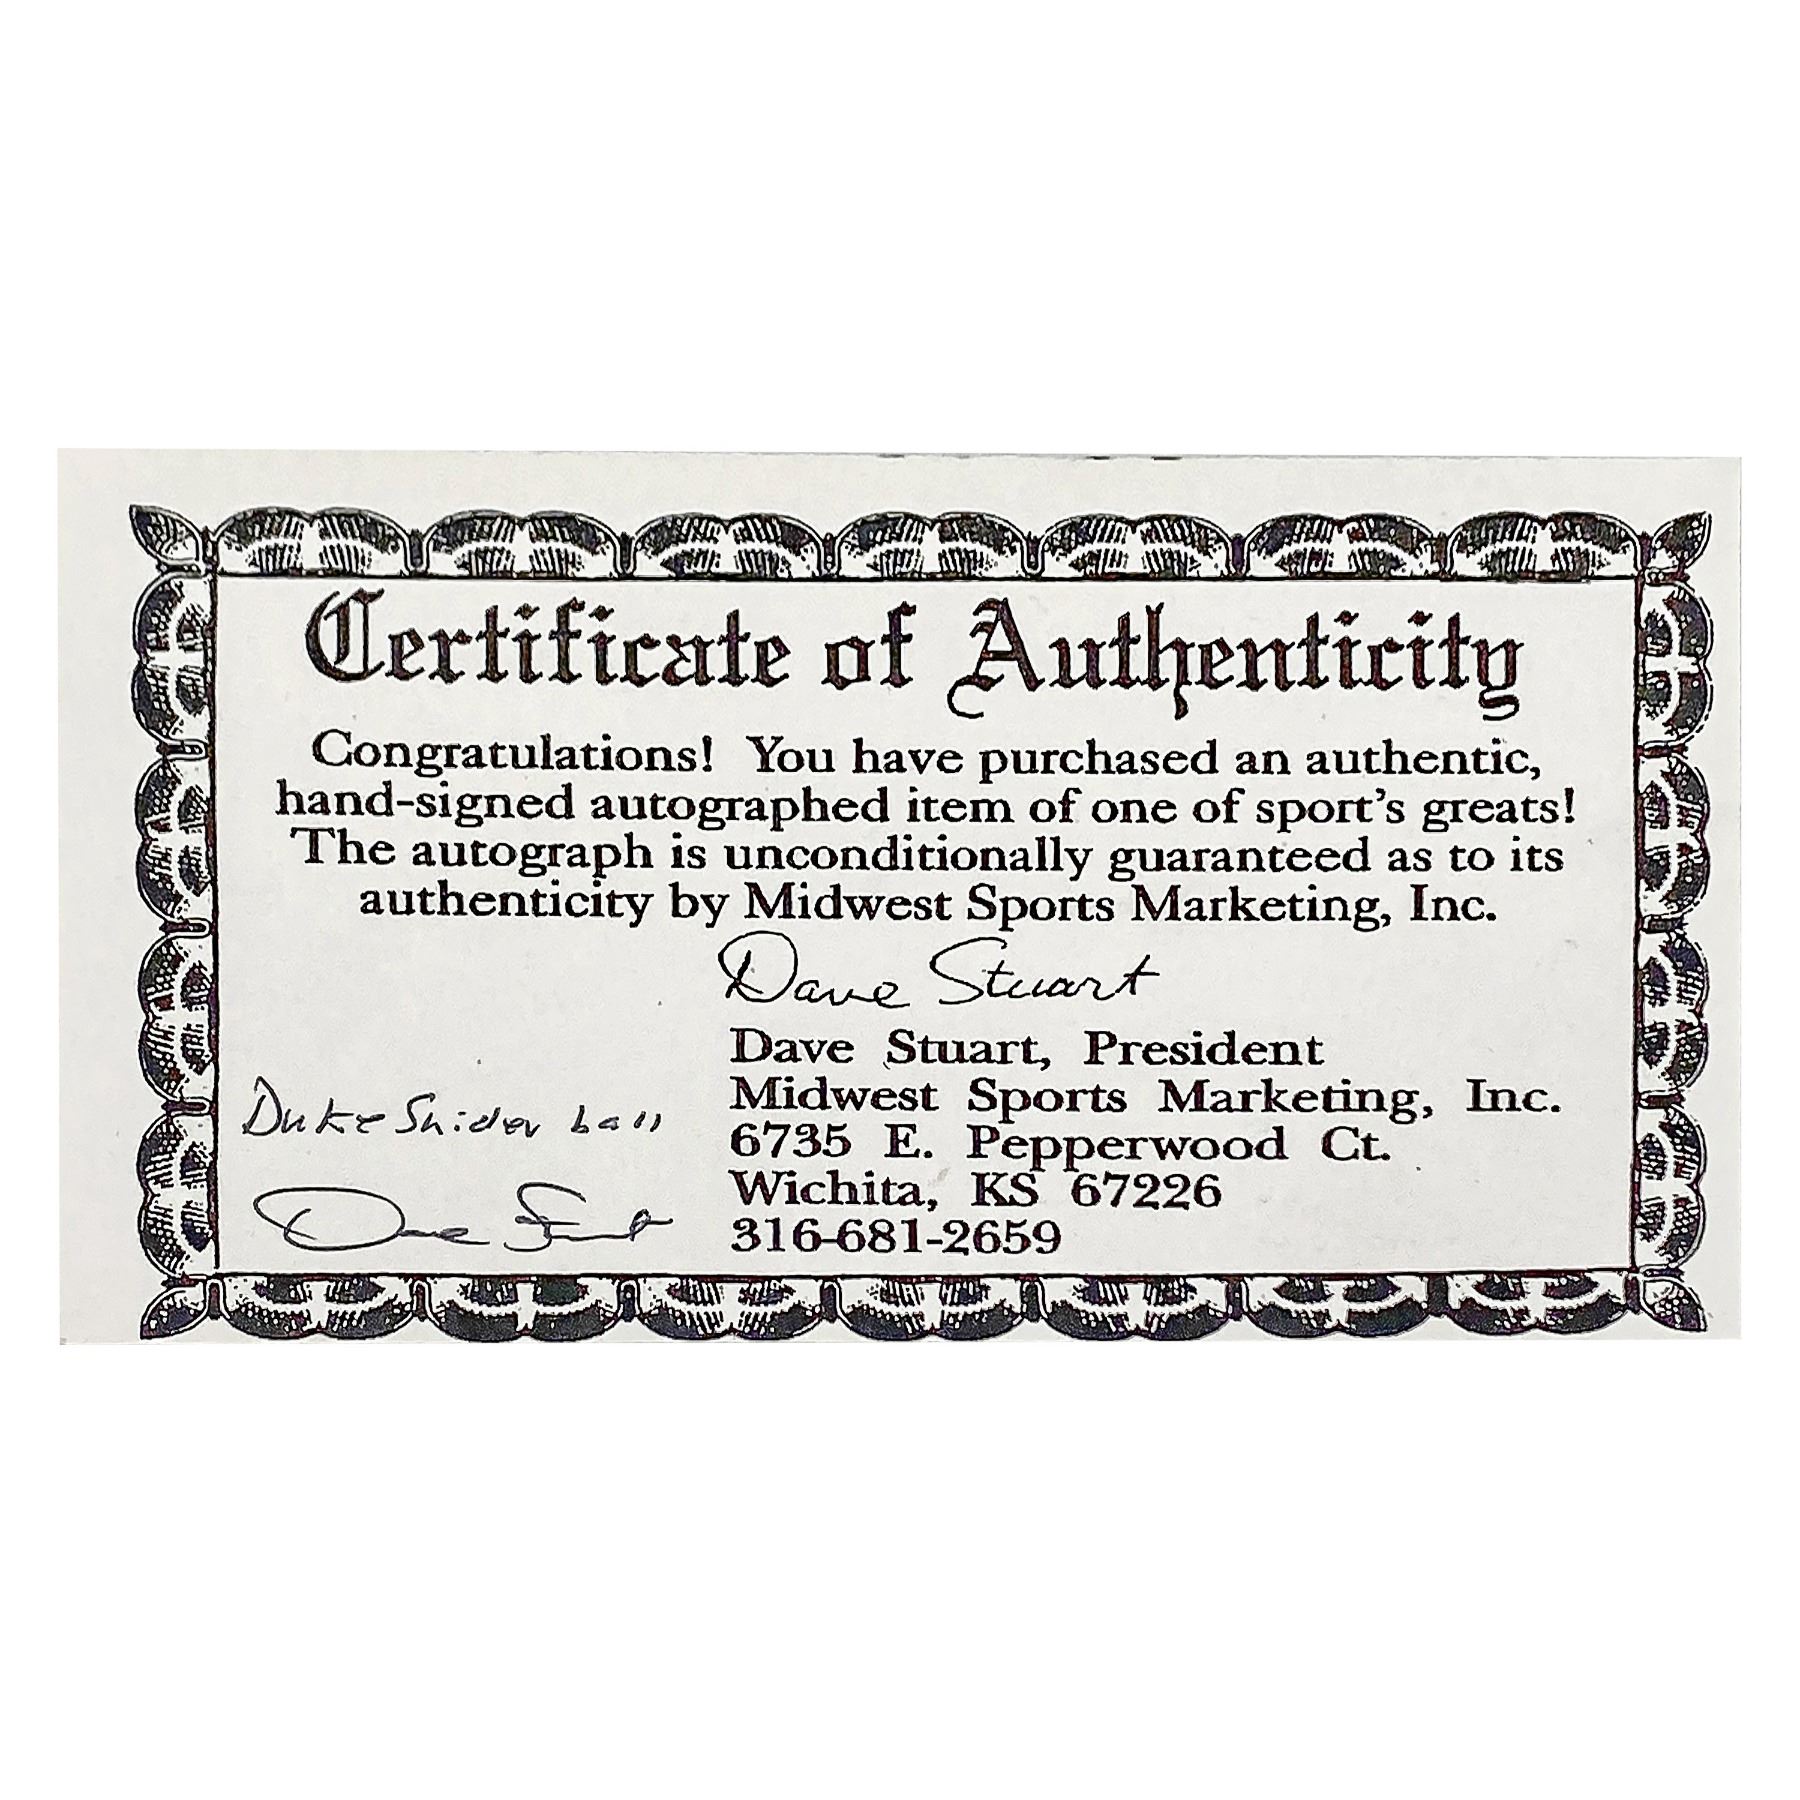 Certificate of Authenticity
Congratulations! You have purchased an authentic,
hand-signed autographed item of one of sport's greats!
The autograph is unconditionally guaranteed as to its
authenticity by Midwest Sports Marketing, Inc.
Dave Stuart
Dave Stuart, President
Midwest Sports Marketing, Inc.
6735 E. Pepperwood Ct.
Wichita, KS 67226
316-681-2659
Duke Snider ball
Dave Stuart